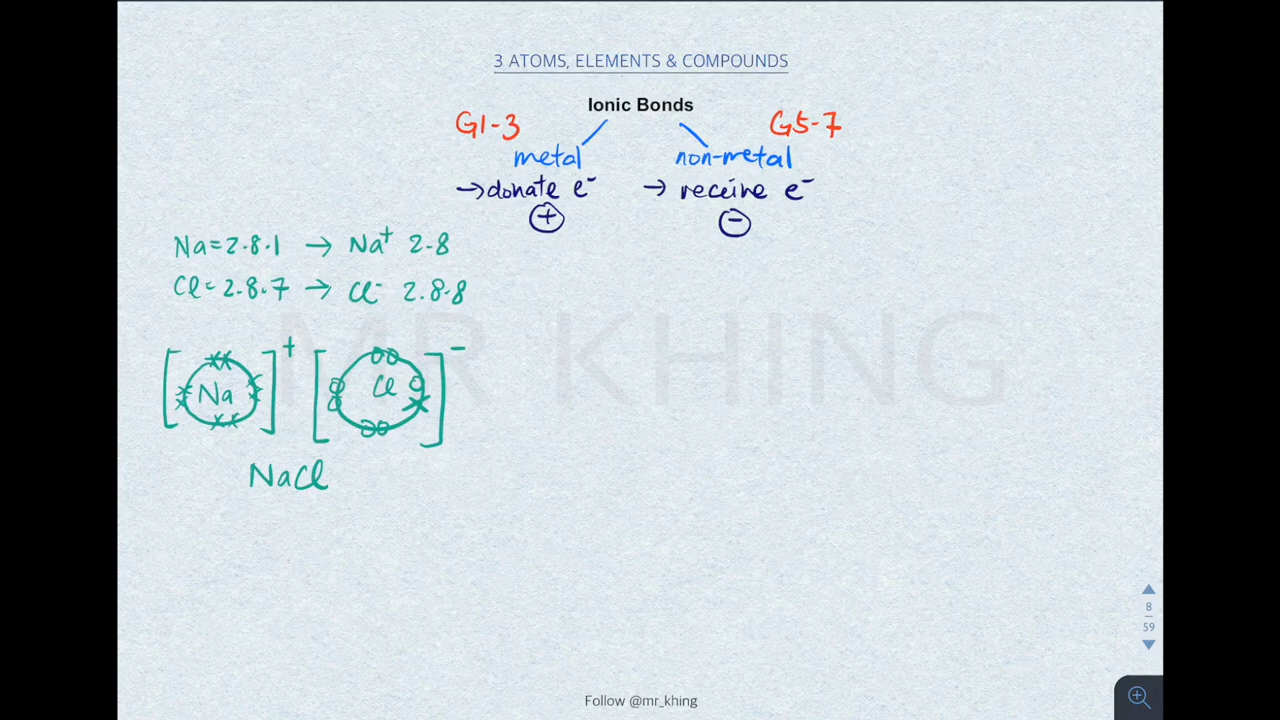 3 ATOMS, ELEMENTS & COMPOUNDS
Ionic Bonds
G1-3 G5-7
metal non-metal
→donate e⁻ → receive e⁻
+ −
Na=2.8.1 → Na⁺ 2.8
Cl=2.8.7 → Cl⁻ 2.8.8
[Na]⁺ [Cl]⁻
NaCl
MR KHING
8
59
Follow @mr_khing